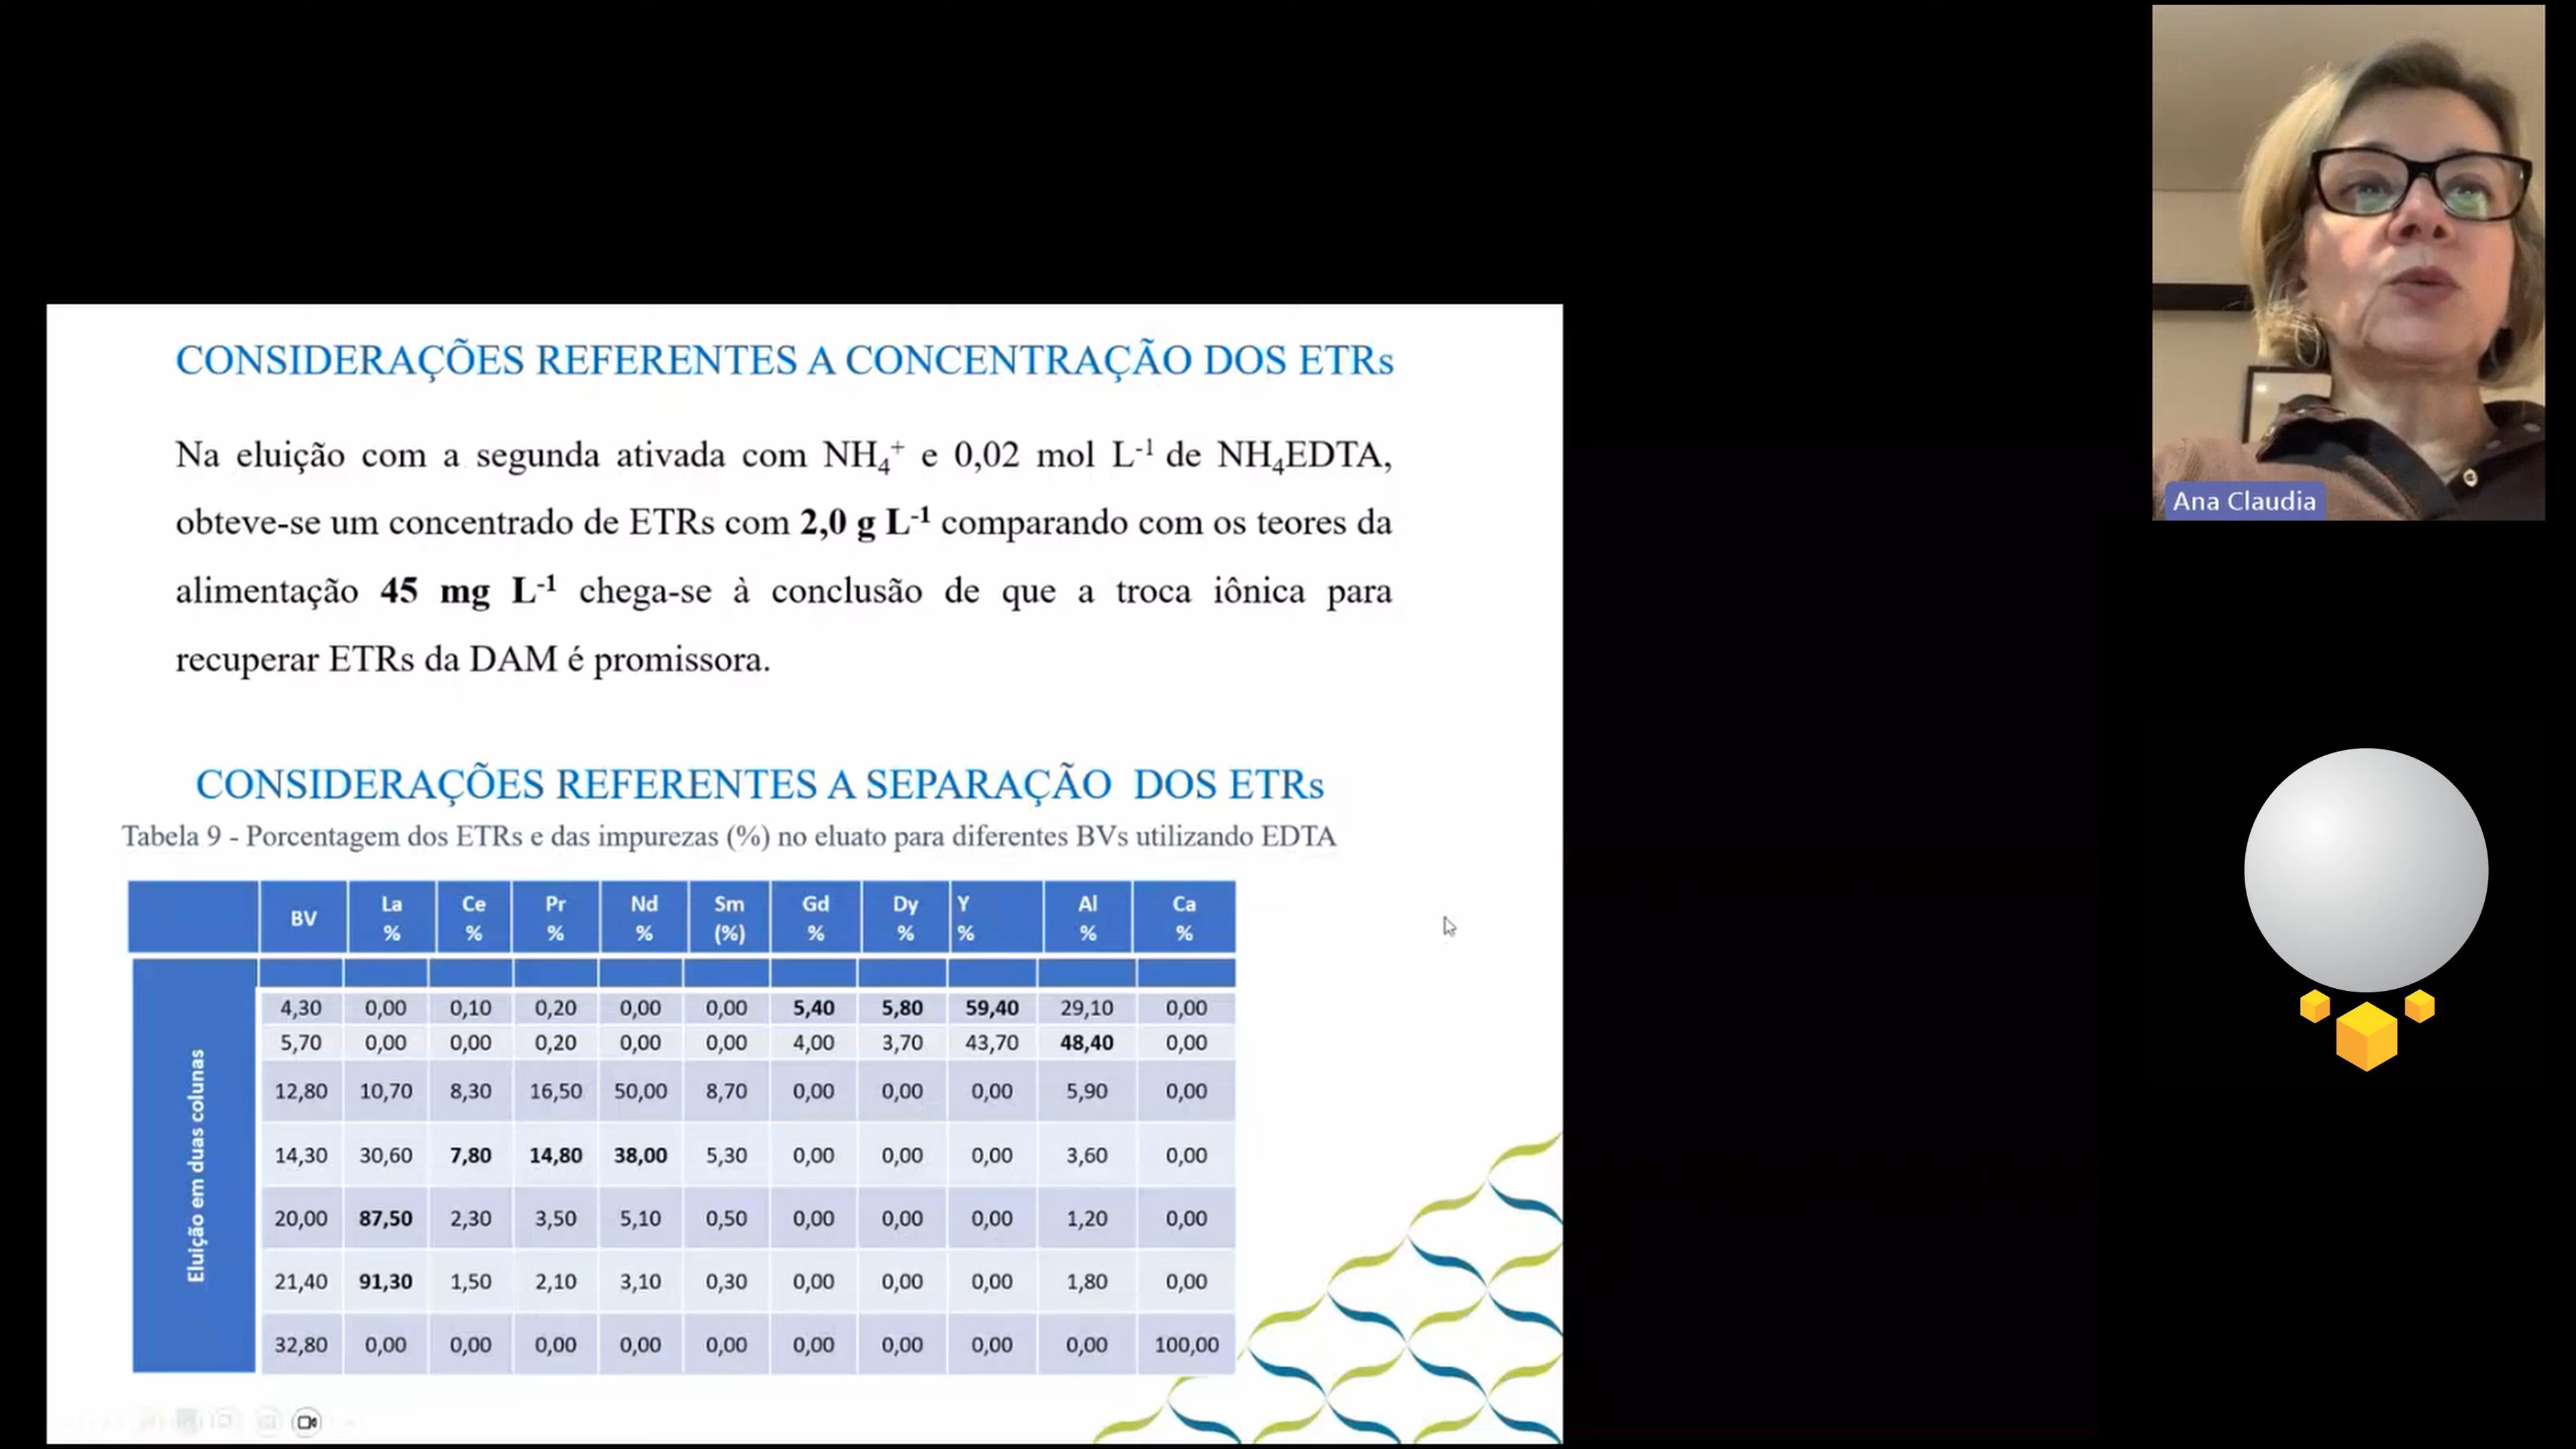 CONSIDERAÇÕES REFERENTES A CONCENTRAÇÃO DOS ETRs
Na eluição com a segunda ativada com NH₄⁺ e 0,02 mol L⁻¹ de NH₄EDTA,
obteve-se um concentrado de ETRs com 2,0 g L⁻¹ comparando com os teores da
alimentação 45 mg L⁻¹ chega-se à conclusão de que a troca iônica para
recuperar ETRs da DAM é promissora.
CONSIDERAÇÕES REFERENTES A SEPARAÇÃO DOS ETRs
Tabela 9 - Porcentagem dos ETRs e das impurezas (%) no eluato para diferentes BVs utilizando EDTA
BV La % Ce % Pr % Nd % Sm (%) Gd % Dy % Y % Al % Ca %
Eluição em duas colunas
4,30 0,00 0,10 0,20 0,00 0,00 5,40 5,80 59,40 29,10 0,00
5,70 0,00 0,00 0,20 0,00 0,00 4,00 3,70 43,70 48,40 0,00
12,80 10,70 8,30 16,50 50,00 8,70 0,00 0,00 0,00 5,90 0,00
14,30 30,60 7,80 14,80 38,00 5,30 0,00 0,00 0,00 3,60 0,00
20,00 87,50 2,30 3,50 5,10 0,50 0,00 0,00 0,00 1,20 0,00
21,40 91,30 1,50 2,10 3,10 0,30 0,00 0,00 0,00 1,80 0,00
32,80 0,00 0,00 0,00 0,00 0,00 0,00 0,00 0,00 0,00 100,00
Ana Claudia